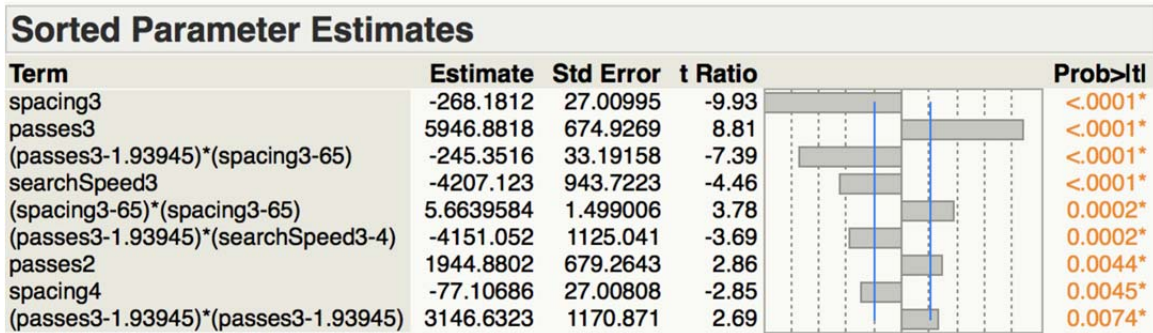 Sorted Parameter Estimates
Term Estimate Std Error t Ratio Prob>|t|
spacing3 -268.1812 27.00995 -9.93 <.0001*
passes3 5946.8818 674.9269 8.81 <.0001*
(passes3-1.93945)*(spacing3-65) -245.3516 33.19158 -7.39 <.0001*
searchSpeed3 -4207.123 943.7223 -4.46 <.0001*
(spacing3-65)*(spacing3-65) 5.6639584 1.499006 3.78 0.0002*
(passes3-1.93945)*(searchSpeed3-4) -4151.052 1125.041 -3.69 0.0002*
passes2 1944.8802 679.2643 2.86 0.0044*
spacing4 -77.10686 27.00808 -2.85 0.0045*
(passes3-1.93945)*(passes3-1.93945) 3146.6323 1170.871 2.69 0.0074*